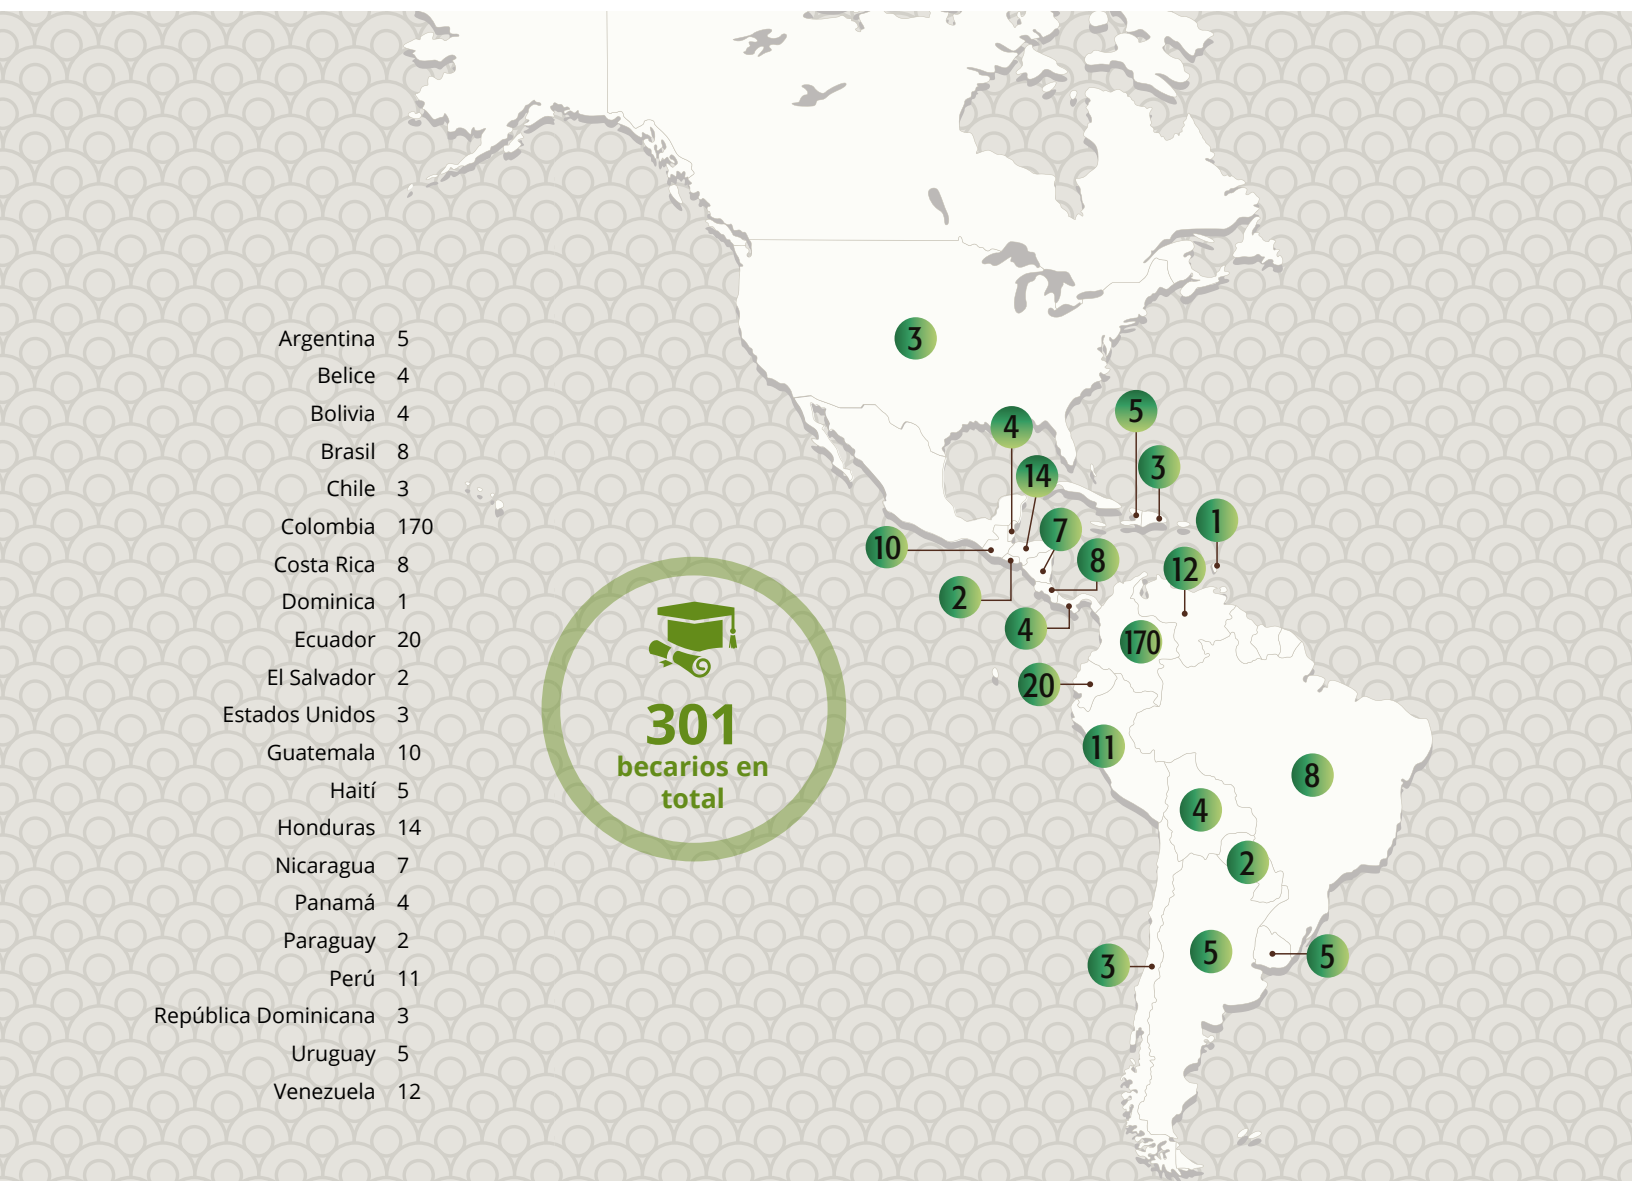 Argentina 5
Belice 4
Bolivia 4
Brasil 8
Chile 3
Colombia 170
Costa Rica 8
Dominica 1
Ecuador 20
El Salvador 2
Estados Unidos 3
Guatemala 10
Haití 5
Honduras 14
Nicaragua 7
Panamá 4
Paraguay 2
Perú 11
República Dominicana 3
Uruguay 5
Venezuela 12
301
becarios en
total
3
5
4
3
14
1
7
10
8
12
2
4
170
20
11
8
4
2
5
5
3